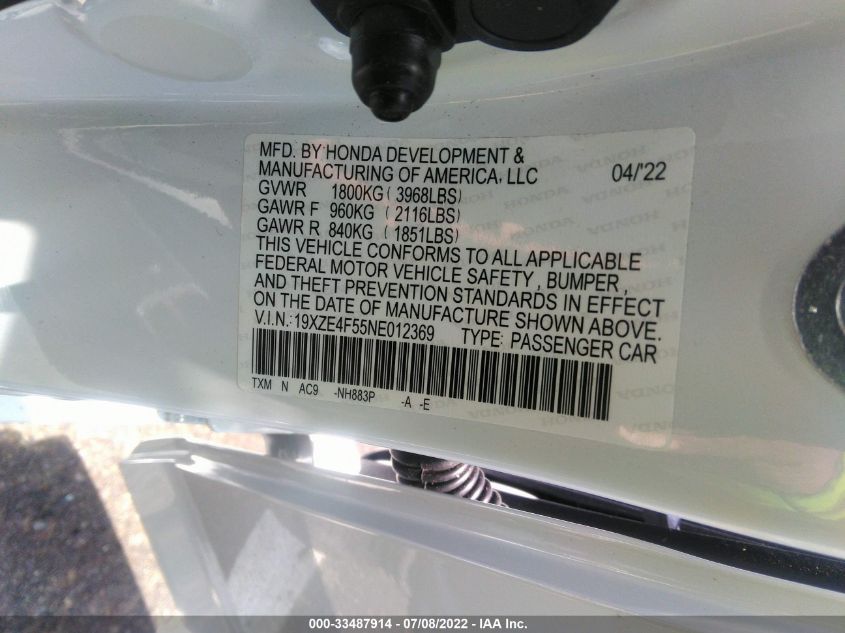 MFD. BY HONDA DEVELOPMENT &
MANUFACTURING OF AMERICA, LLC 04/'22
GVWR 1800KG ( 3968LBS)
GAWR F 960KG ( 2116LBS)
GAWR R 840KG ( 1851LBS)
THIS VEHICLE CONFORMS TO ALL APPLICABLE
FEDERAL MOTOR VEHICLE SAFETY, BUMPER,
AND THEFT PREVENTION STANDARDS IN EFFECT
ON THE DATE OF MANUFACTURE SHOWN ABOVE.
V.I.N.:19XZE4F55NE012369 TYPE: PASSENGER CAR
TXM N AC9 -NH883P -A -E
000-33487914 - 07/08/2022 - IAA Inc.